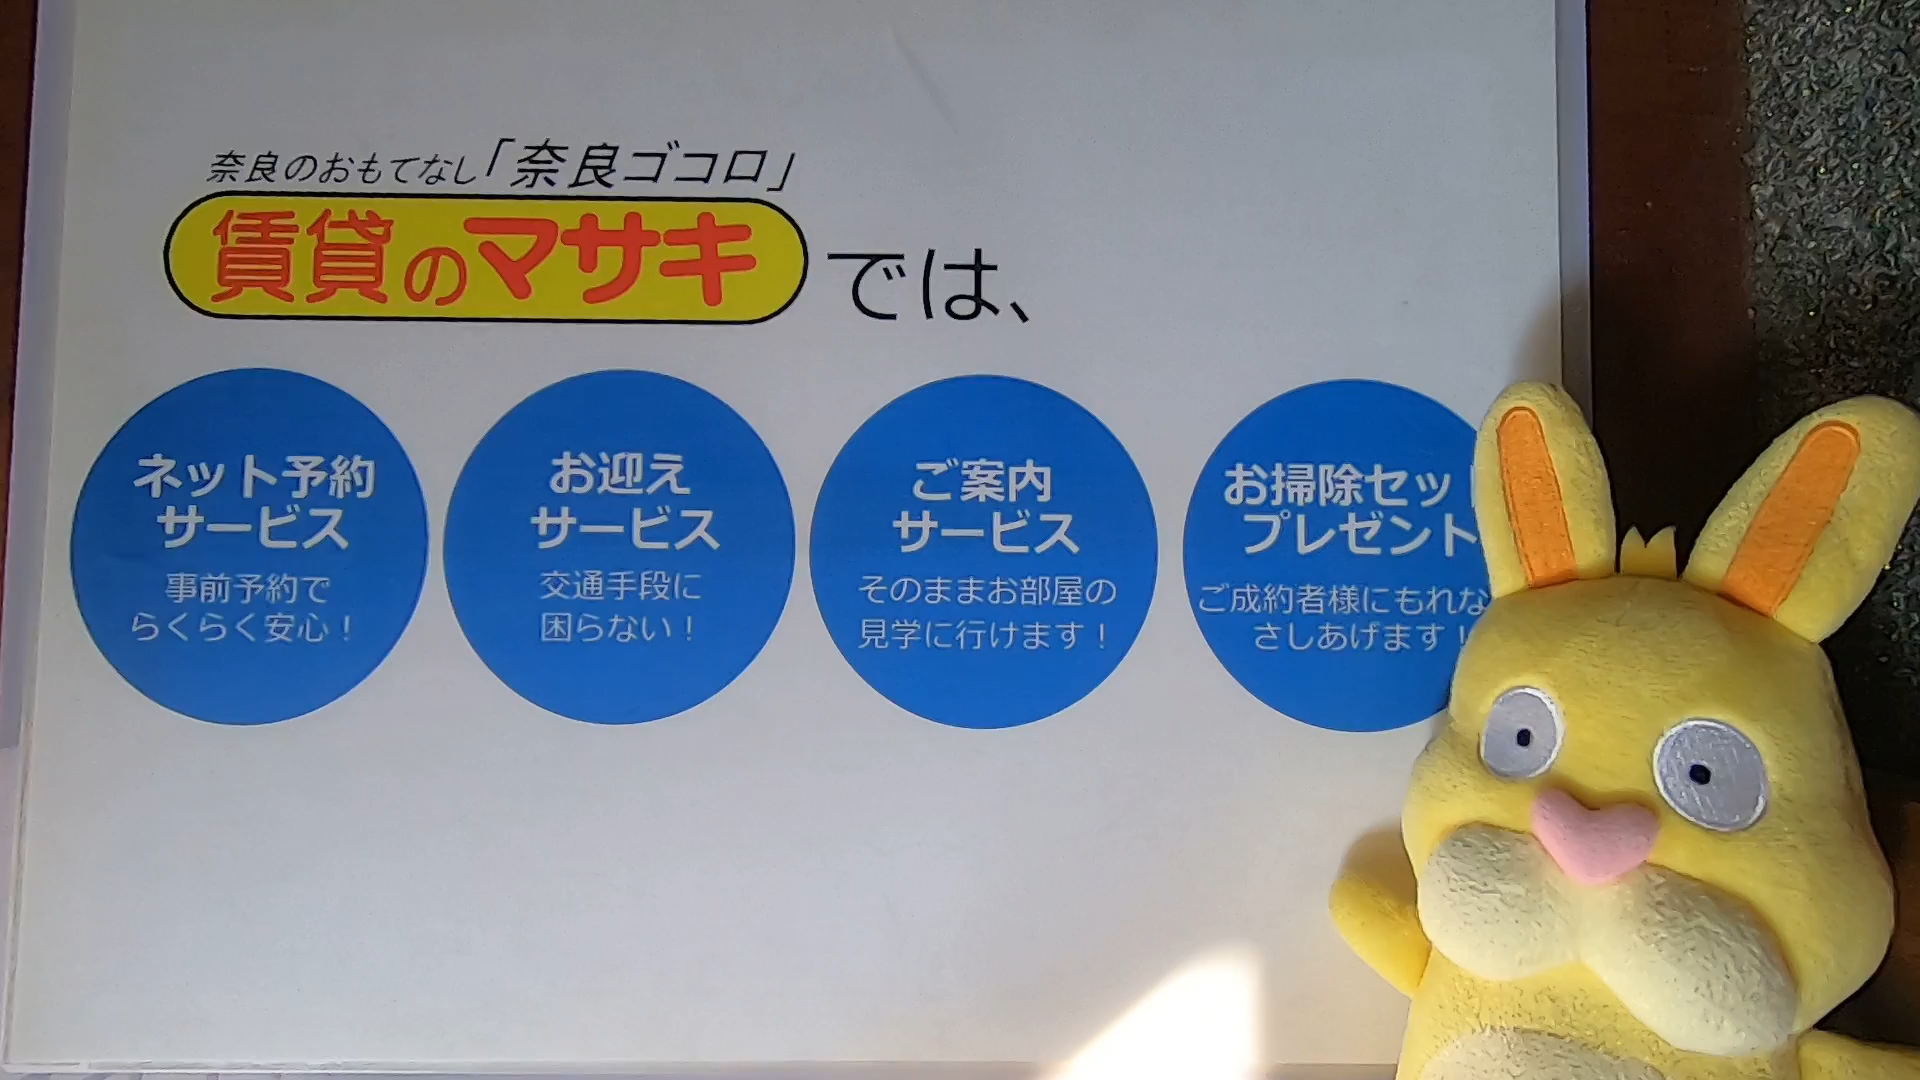 奈良のおもてなし「奈良ゴコロ」
賃貸のマサキでは、
ネット予約
サービス
事前予約で
らくらく安心！
お迎え
サービス
交通手段に
困らない！
ご案内
サービス
そのままお部屋の
見学に行けます！
お掃除セッ
プレゼント
ご成約者様にもれな
さしあげます！